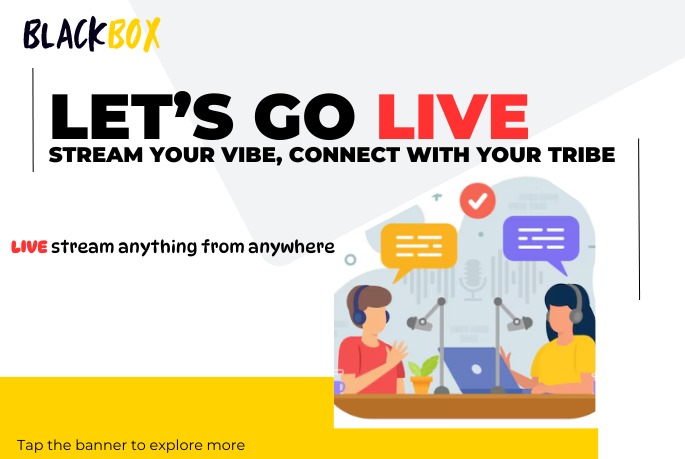 BLACKBOX
LET'S GO LIVE
STREAM YOUR VIBE, CONNECT WITH YOUR TRIBE
LIVE stream anything from anywhere
Tap the banner to explore more